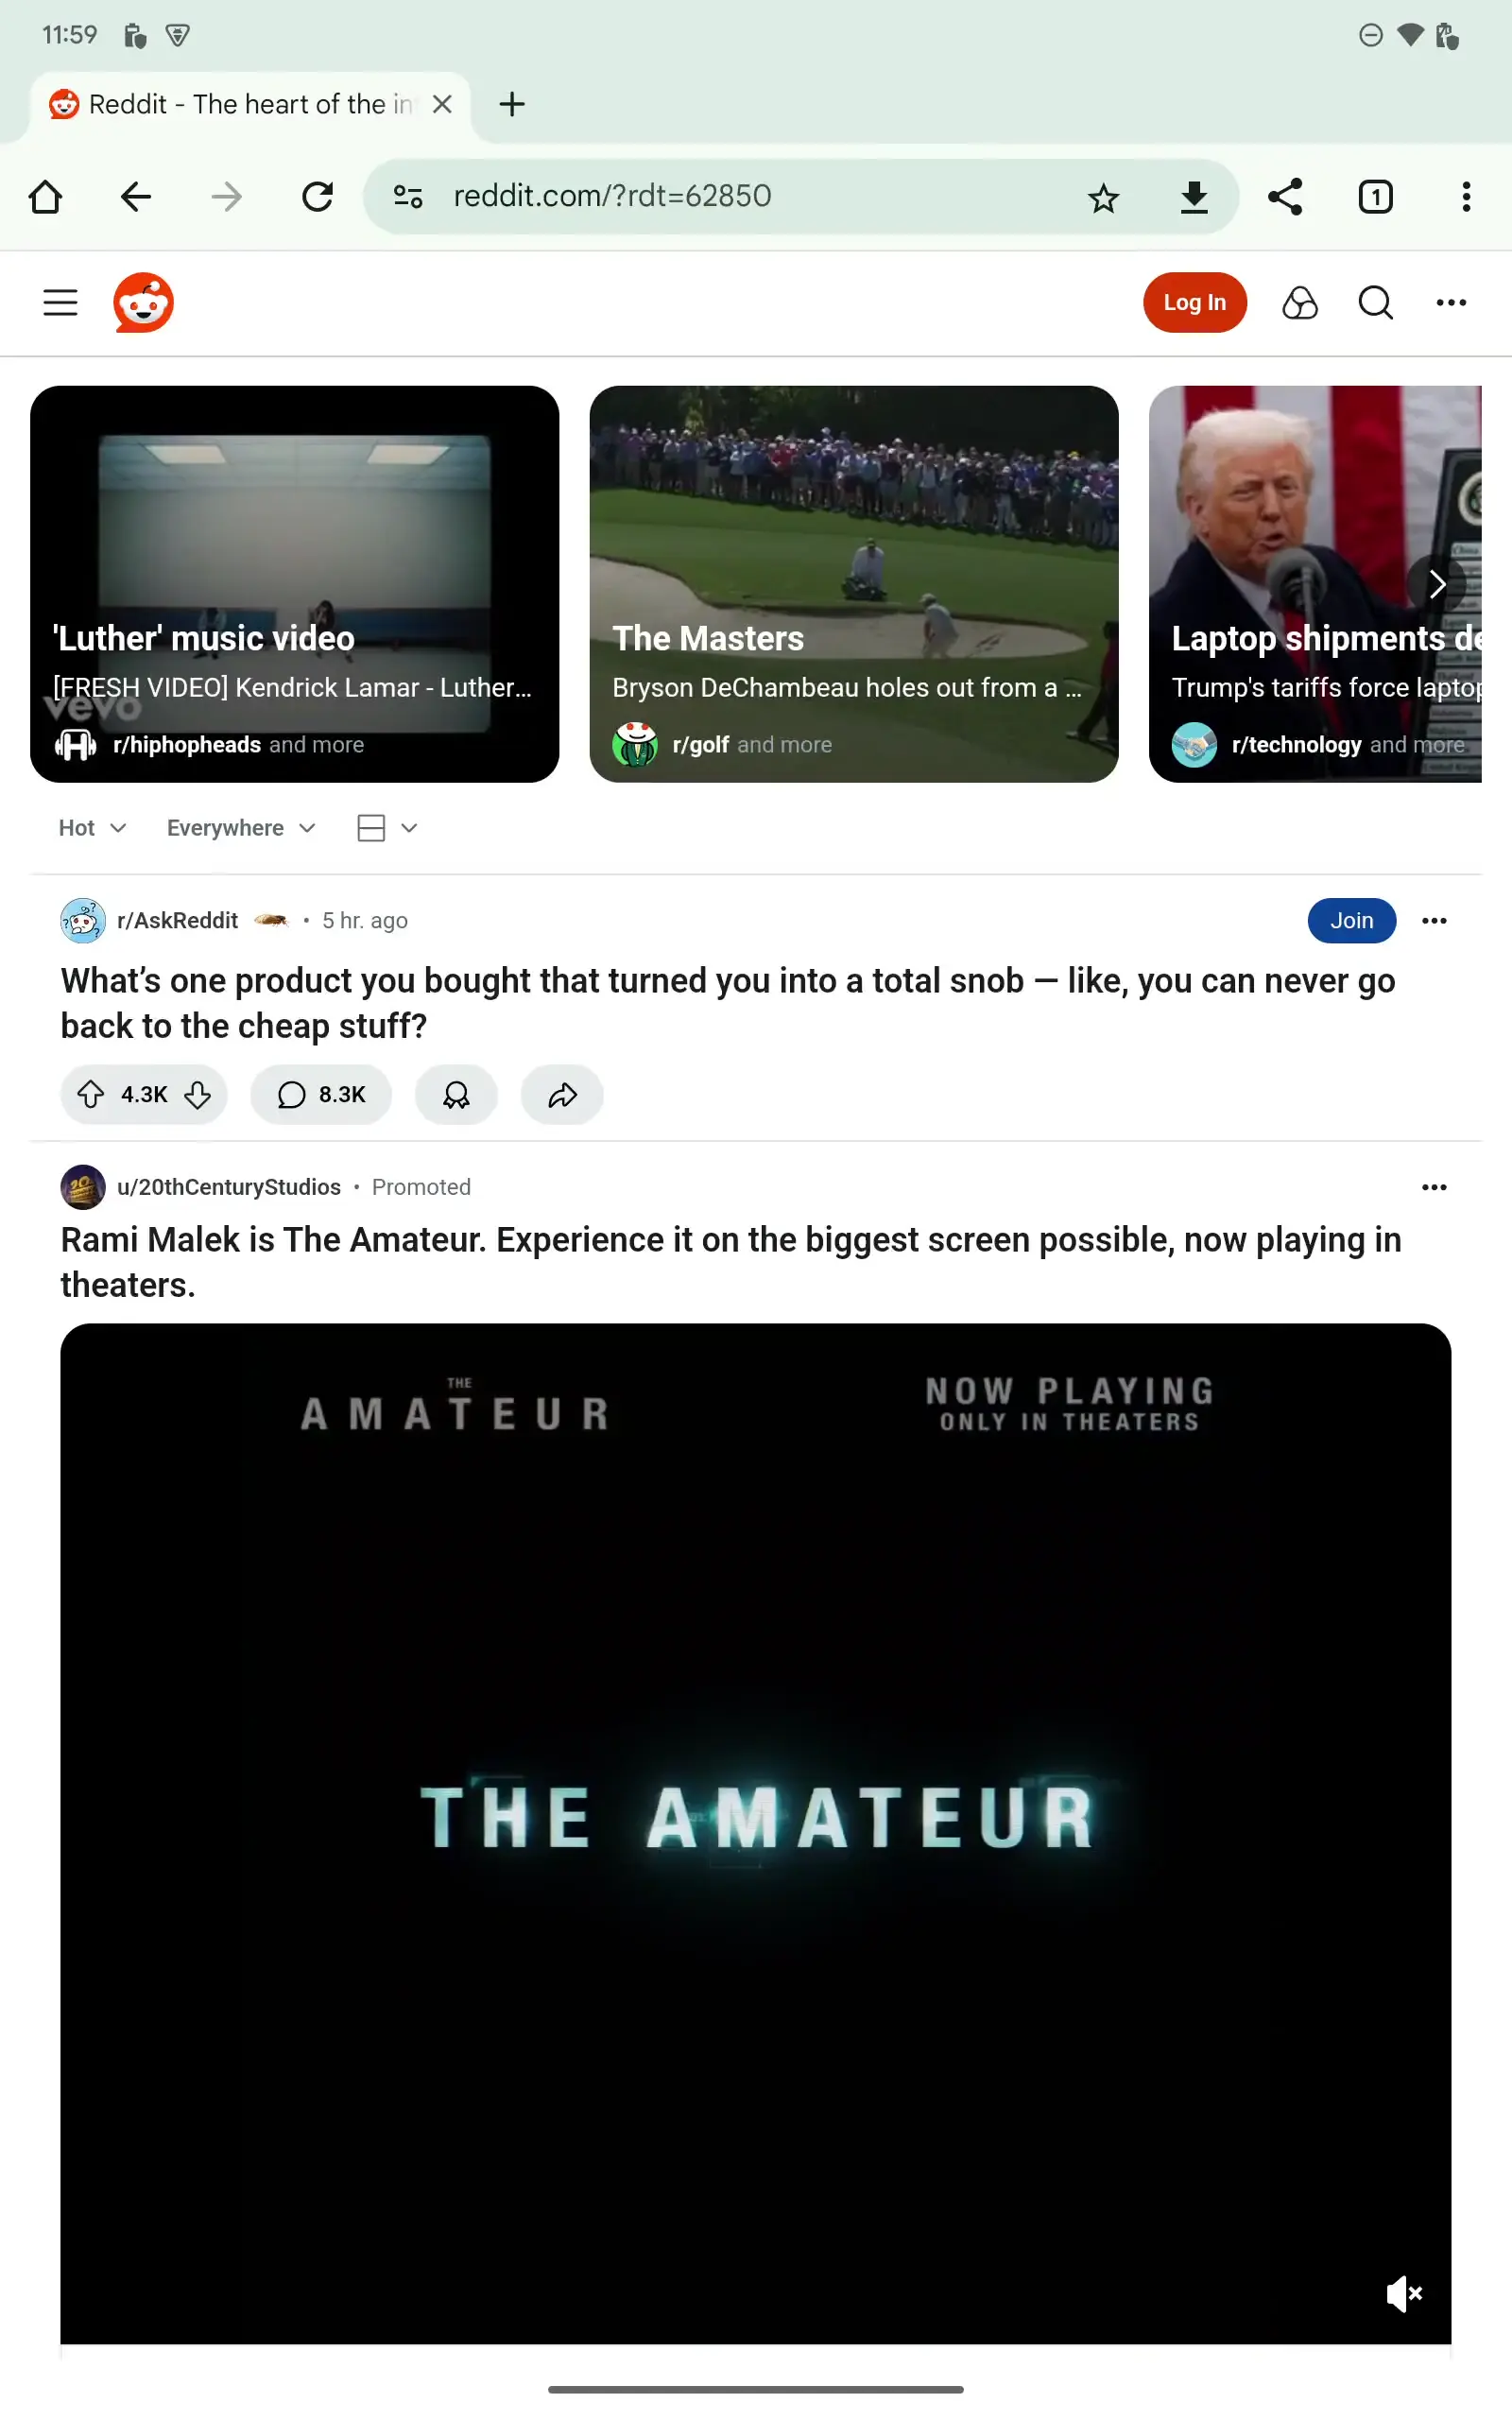 11:59
Reddit - The heart of the in
reddit.com/?rdt=62850
1
Log In
'Luther' music video
[FRESH VIDEO] Kendrick Lamar - Luther...
vevo
r/hiphopheads and more
The Masters
Bryson DeChambeau holes out from a ...
r/golf and more
Laptop shipments de
Trump's tariffs force laptop
r/technology and more
Hot
Everywhere
r/AskReddit • 5 hr. ago
Join
What’s one product you bought that turned you into a total snob — like, you can never go
back to the cheap stuff?
4.3K
8.3K
u/20thCenturyStudios • Promoted
Rami Malek is The Amateur. Experience it on the biggest screen possible, now playing in
theaters.
THE
AMATEUR
NOW PLAYING
ONLY IN THEATERS
THE AMATEUR